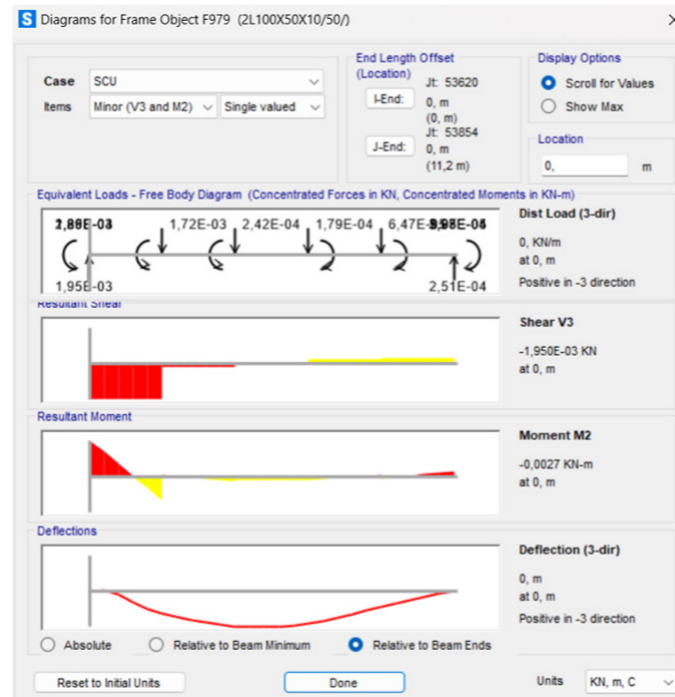 S Diagrams for Frame Object F979 (2L100X50X10/50/)
Case SCU
Items Minor (V3 and M2) Single valued
End Length Offset
(Location)
Jt: 53620
I-End: 0, m
(0, m)
Jt: 53854
J-End: 0, m
(11,2 m)
Display Options
Scroll for Values
Show Max
Location
0, m
Equivalent Loads - Free Body Diagram (Concentrated Forces in KN, Concentrated Moments in KN-m)
1,72E-03 2,42E-04 1,79E-04
1,95E-03 2,51E-04
Dist Load (3-dir)
0, KN/m
at 0, m
Positive in -3 direction
Resultant Shear
Shear V3
-1,950E-03 KN
at 0, m
Resultant Moment
Moment M2
-0,0027 KN-m
at 0, m
Deflections
Deflection (3-dir)
0, m
at 0, m
Positive in -3 direction
Absolute Relative to Beam Minimum Relative to Beam Ends
Reset to Initial Units Done Units KN, m, C